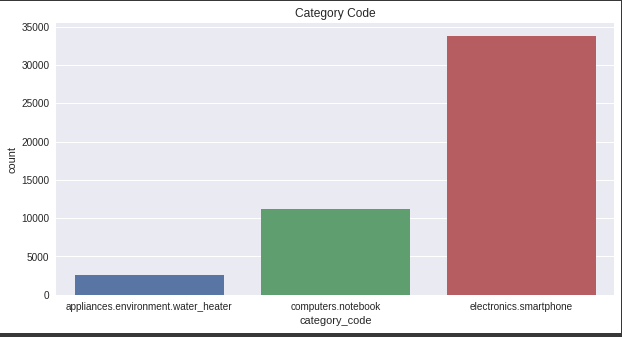 Category Code
35000
30000
25000
20000
15000
10000
5000
0
count
appliances.environment.water_heater computers.notebook electronics.smartphone
category_code